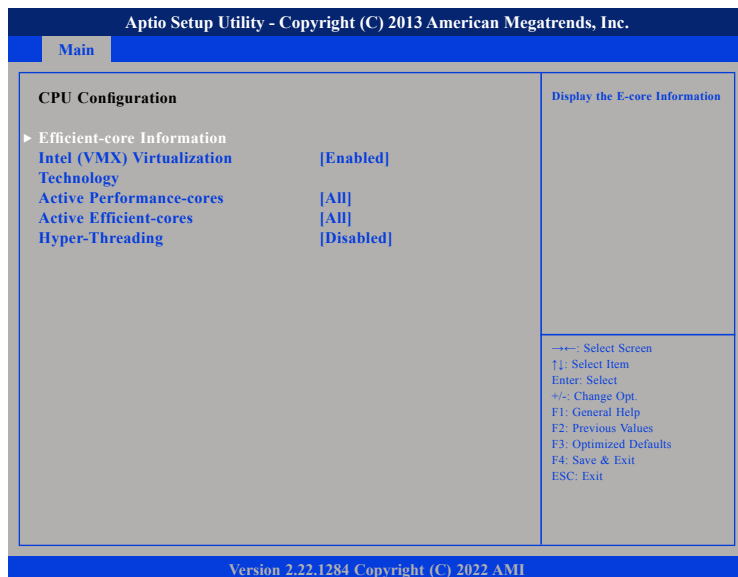 Aptio Setup Utility - Copyright (C) 2013 American Megatrends, Inc.
Main
CPU Configuration
► Efficient-core Information
Intel (VMX) Virtualization [Enabled]
Technology
Active Performance-cores [All]
Active Efficient-cores [All]
Hyper-Threading [Disabled]
Display the E-core Information
→←: Select Screen
↑↓: Select Item
Enter: Select
+/-: Change Opt.
F1: General Help
F2: Previous Values
F3: Optimized Defaults
F4: Save & Exit
ESC: Exit
Version 2.22.1284 Copyright (C) 2022 AMI